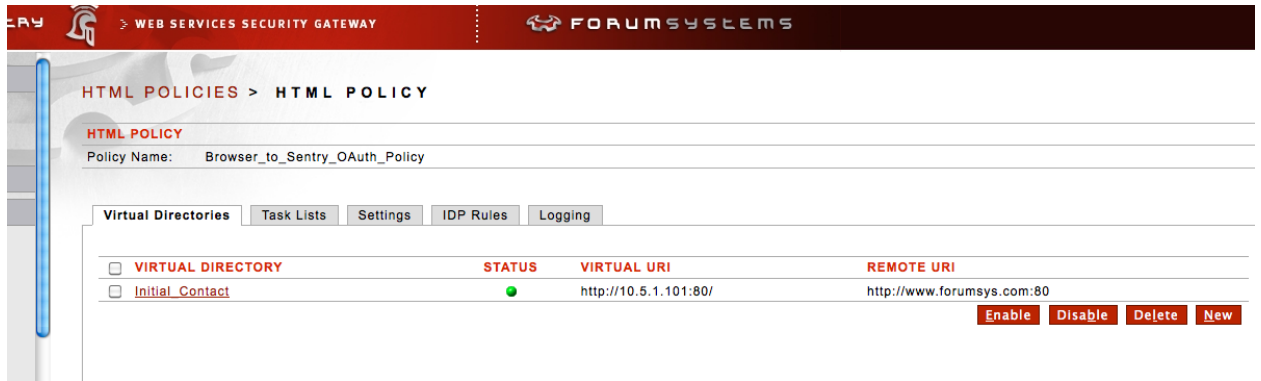 WEB SERVICES SECURITY GATEWAY FORUMSYSTEMS
HTML POLICIES > HTML POLICY
HTML POLICY
Policy Name: Browser_to_Sentry_OAuth_Policy
Virtual Directories Task Lists Settings IDP Rules Logging
VIRTUAL DIRECTORY STATUS VIRTUAL URI REMOTE URI
Initial_Contact http://10.5.1.101:80/ http://www.forumsys.com:80
Enable Disable Delete New